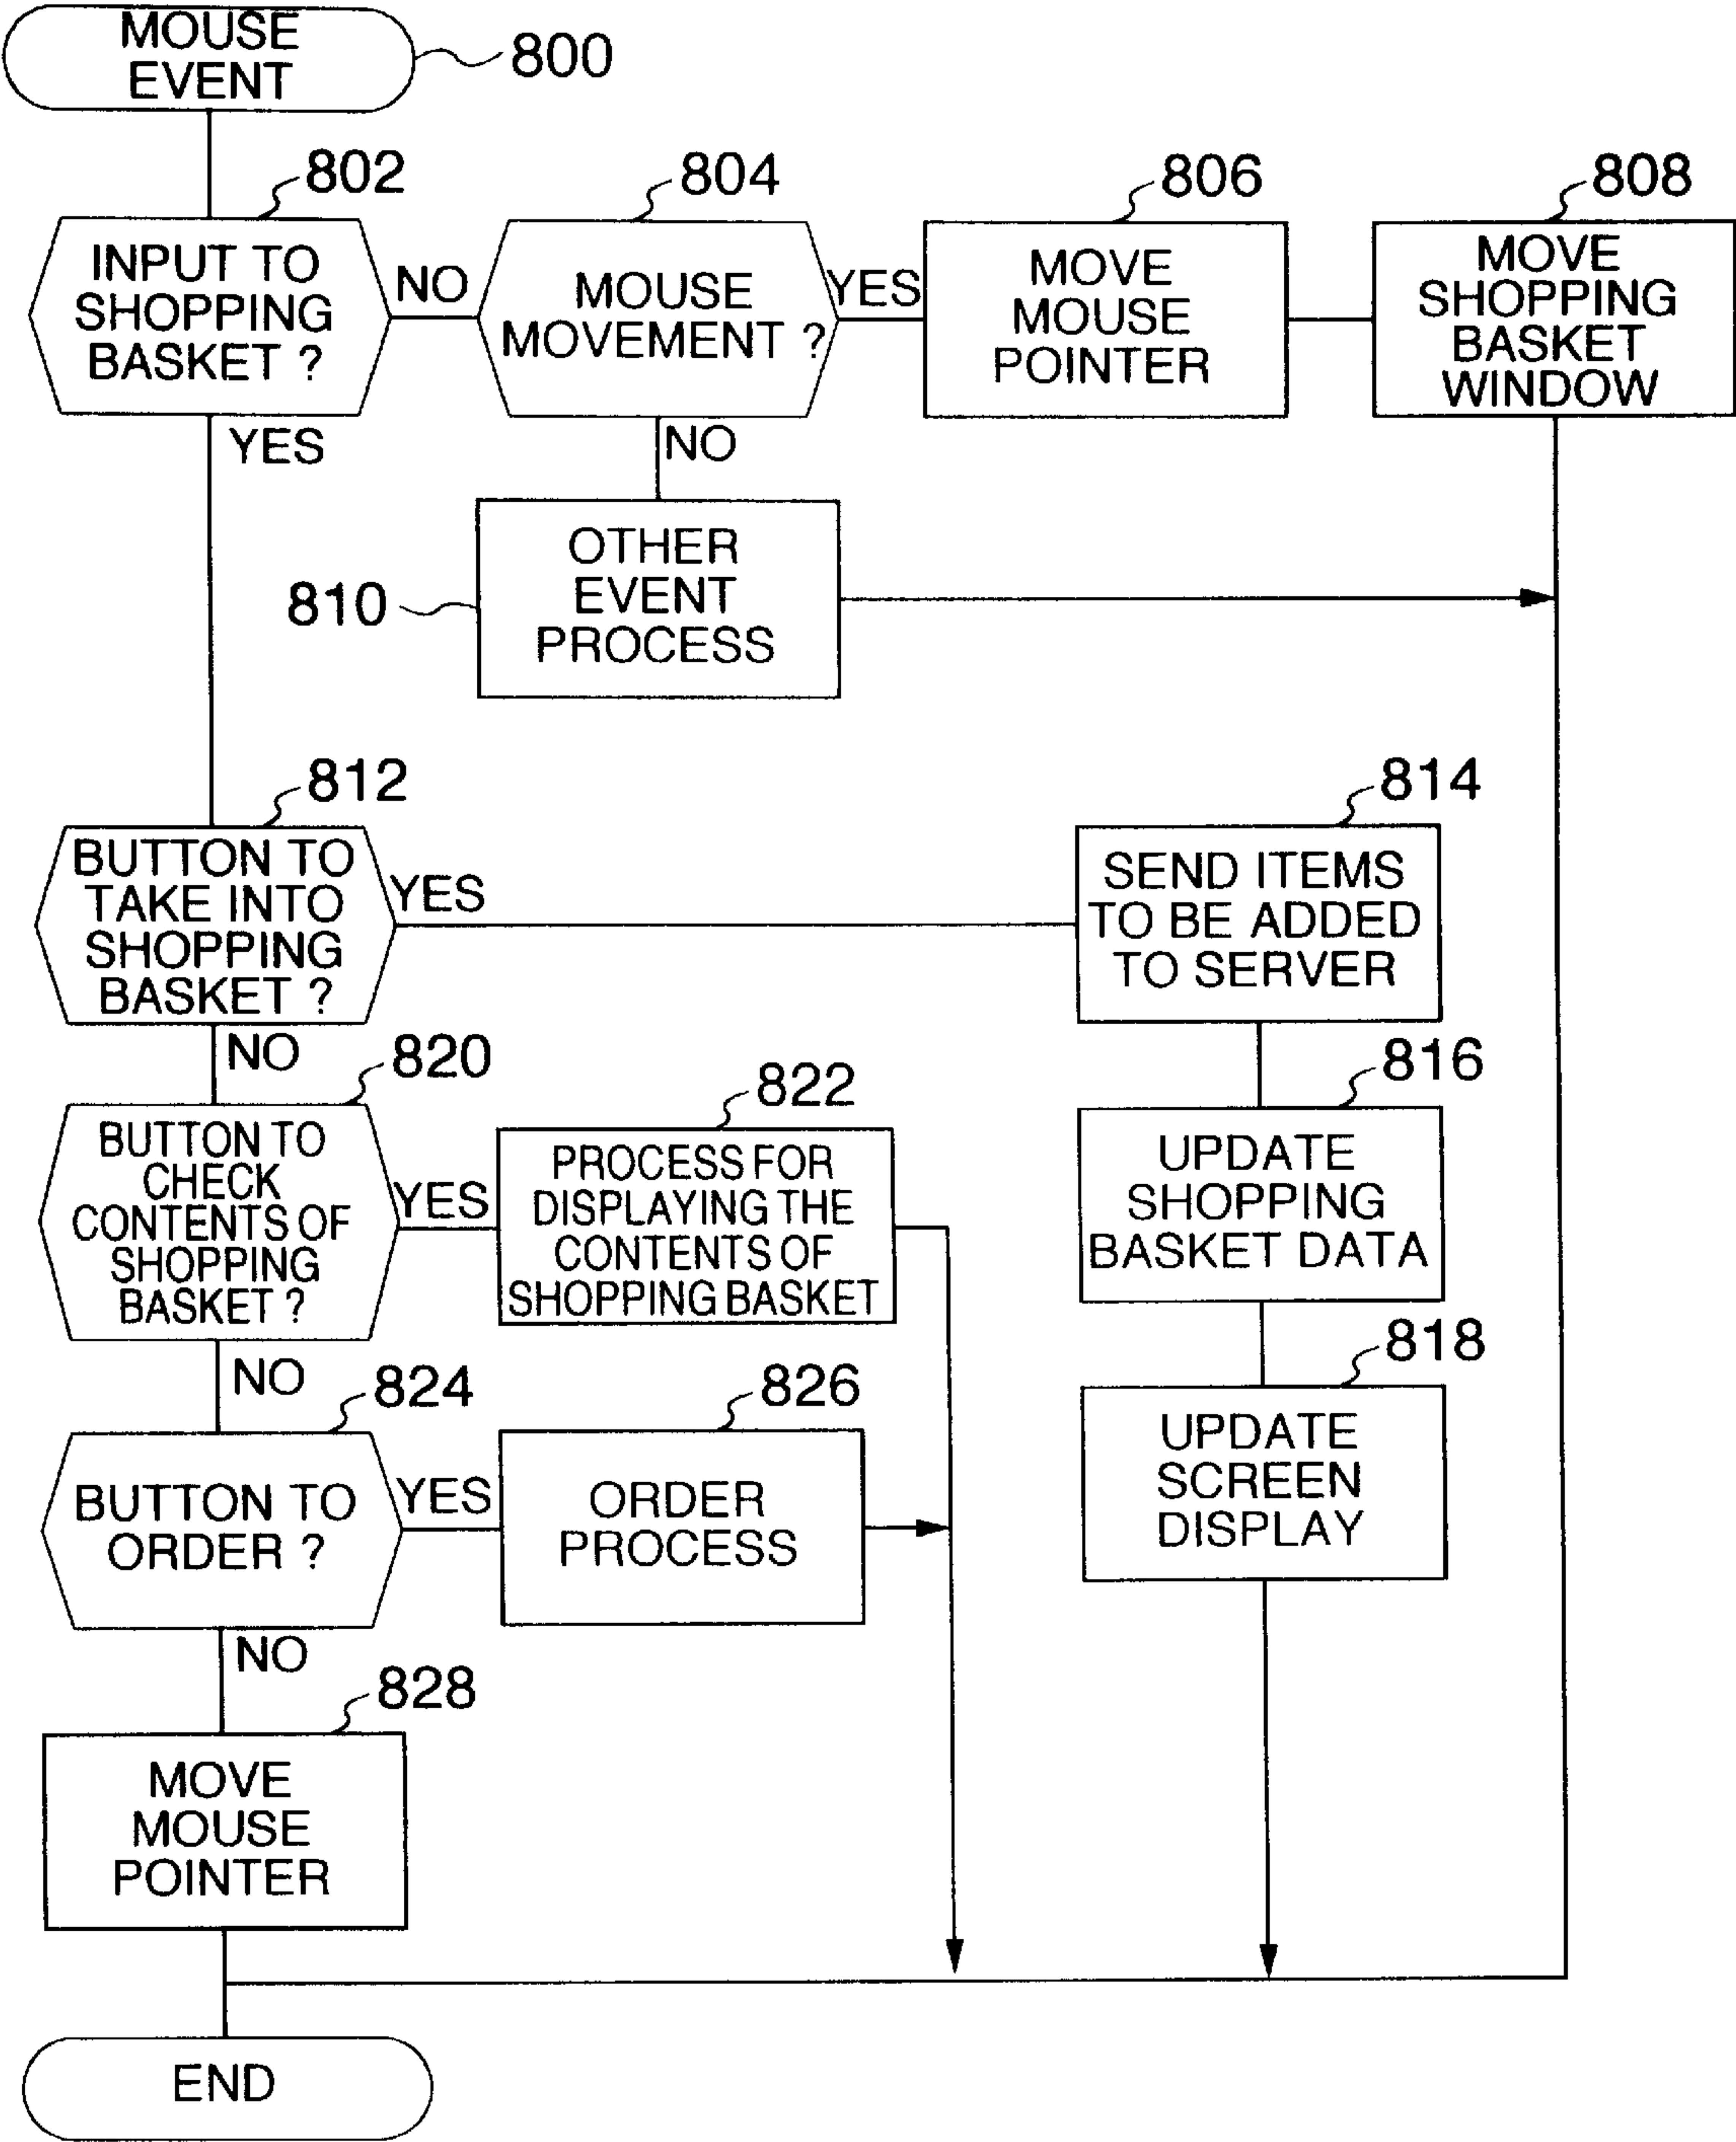 MOUSE
EVENT
800
802
INPUT TO
SHOPPING
BASKET ?
NO
YES
804
MOUSE
MOVEMENT ?
YES
NO
806
MOVE
MOUSE
POINTER
808
MOVE
SHOPPING
BASKET
WINDOW
810
OTHER
EVENT
PROCESS
812
BUTTON TO
TAKE INTO
SHOPPING
BASKET ?
YES
NO
814
SEND ITEMS
TO BE ADDED
TO SERVER
816
UPDATE
SHOPPING
BASKET DATA
818
UPDATE
SCREEN
DISPLAY
820
BUTTON TO
CHECK
CONTENTS OF
SHOPPING
BASKET ?
YES
NO
822
PROCESS FOR
DISPLAYING THE
CONTENTS OF
SHOPPING BASKET
824
BUTTON TO
ORDER ?
YES
NO
826
ORDER
PROCESS
828
MOVE
MOUSE
POINTER
END